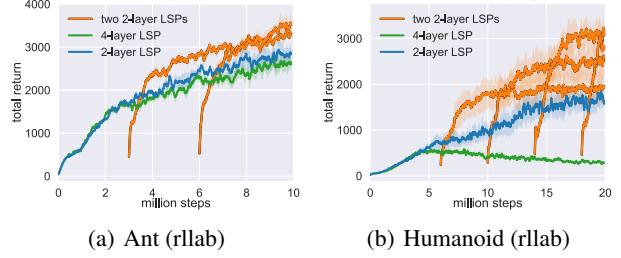 4000
3000
2000
1000
0
total return
two 2-layer LSPs
4-layer LSP
2-layer LSP
0 2 4 6 8 10
million steps
(a) Ant (rllab)
3000
2000
1000
0
total return
two 2-layer LSPs
4-layer LSP
2-layer LSP
0 5 10 15 20
million steps
(b) Humanoid (rllab)